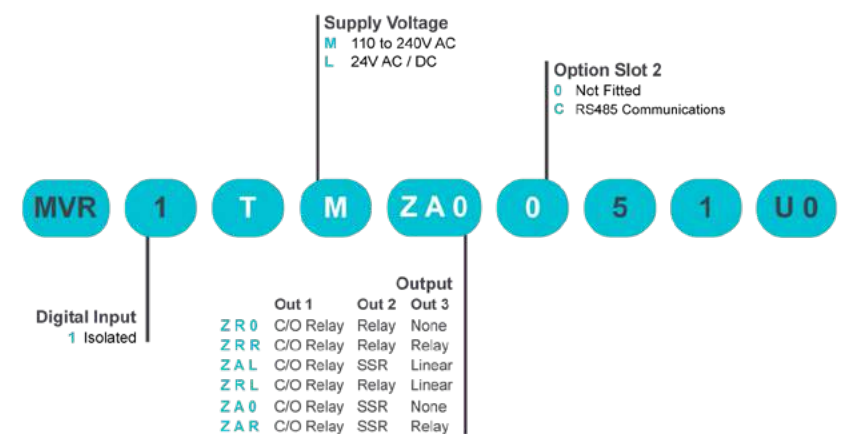 Supply Voltage
M 110 to 240V AC
L 24V AC / DC
Option Slot 2
0 Not Fitted
C RS485 Communications
MVR 1 T M Z A 0 0 5 1 U 0
Digital Input
1 Isolated
Output
Out 1 Out 2 Out 3
Z R 0 C/O Relay Relay None
Z R R C/O Relay Relay Relay
Z A L C/O Relay SSR Linear
Z R L C/O Relay Relay Linear
Z A 0 C/O Relay SSR None
Z A R C/O Relay SSR Relay